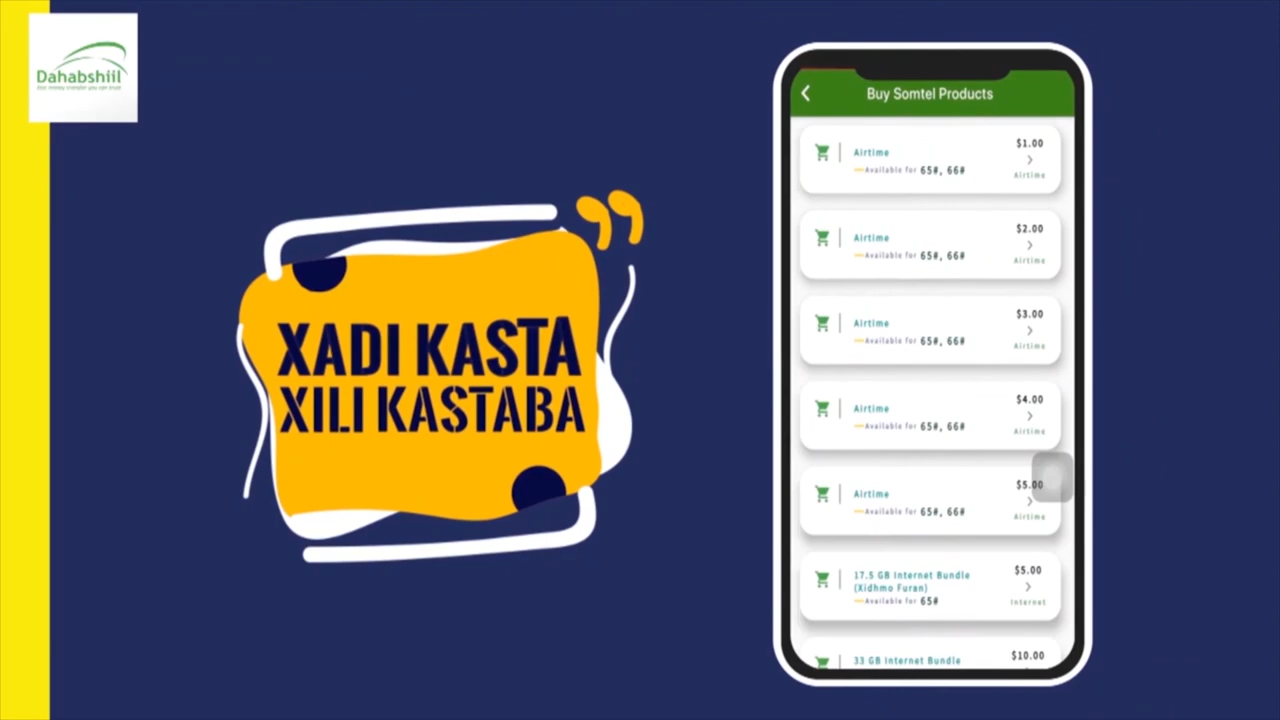 Dahabshiil
XADI KASTA
XILI KASTABA
Buy Somtel Products
Airtime
Available for 65#, 66#
$1.00
Airtime
Airtime
Available for 65#, 66#
$2.00
Airtime
Airtime
Available for 65#, 66#
$3.00
Airtime
Airtime
Available for 65#, 66#
$4.00
Airtime
Airtime
Available for 65#, 66#
$5.00
Airtime
17.5 GB Internet Bundle
(Xidhmo Furan)
Available for 65#
$5.00
Internet
33 GB Internet Bundle
$10.00